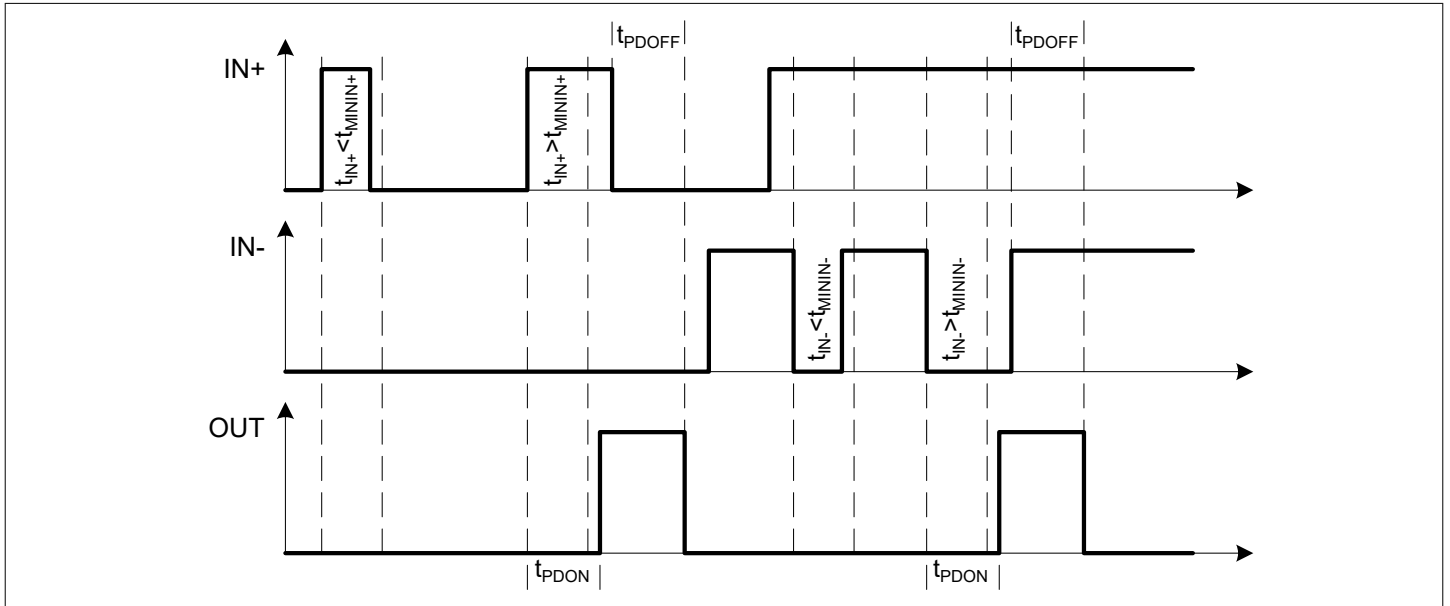 tPDOFF
tPDOFF
IN+
tIN+<tMININ+
tIN+>tMININ+
IN-
tIN-<tMININ-
tIN->tMININ-
OUT
tPDON
tPDON